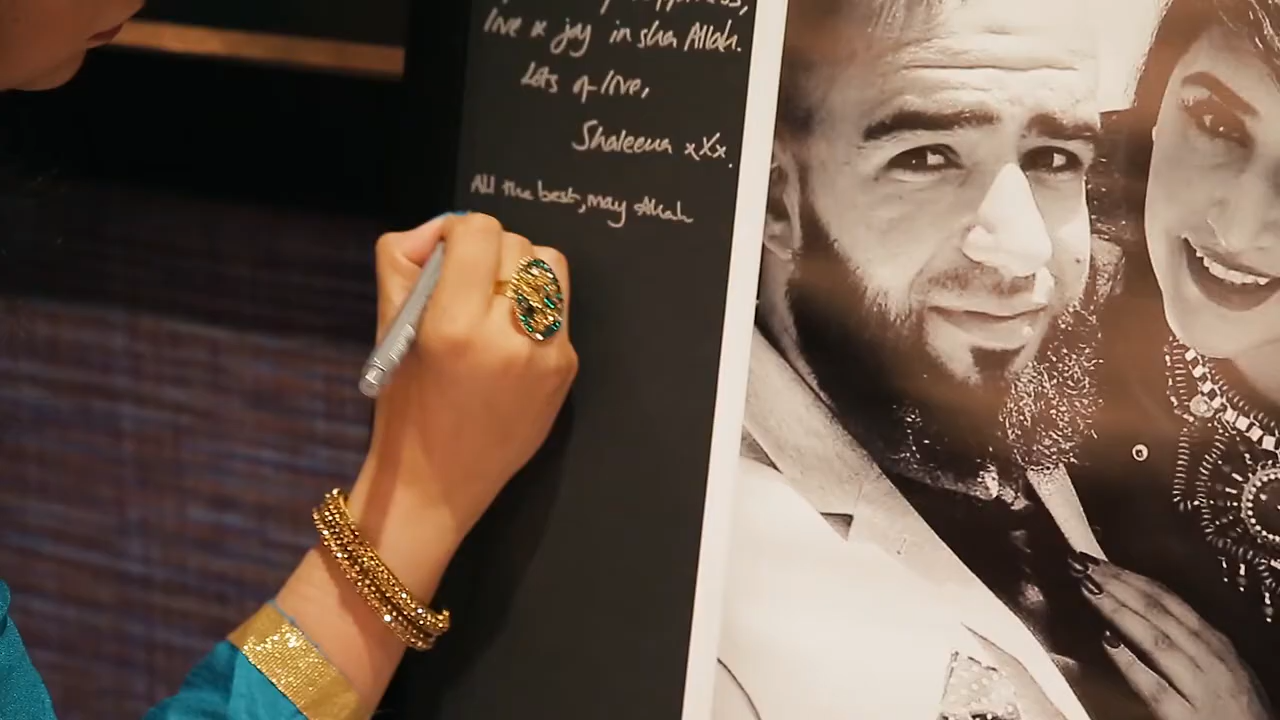 love x joy in sha Allah.
Lots of love,
Shaleena xXx.
All the best, may Allah